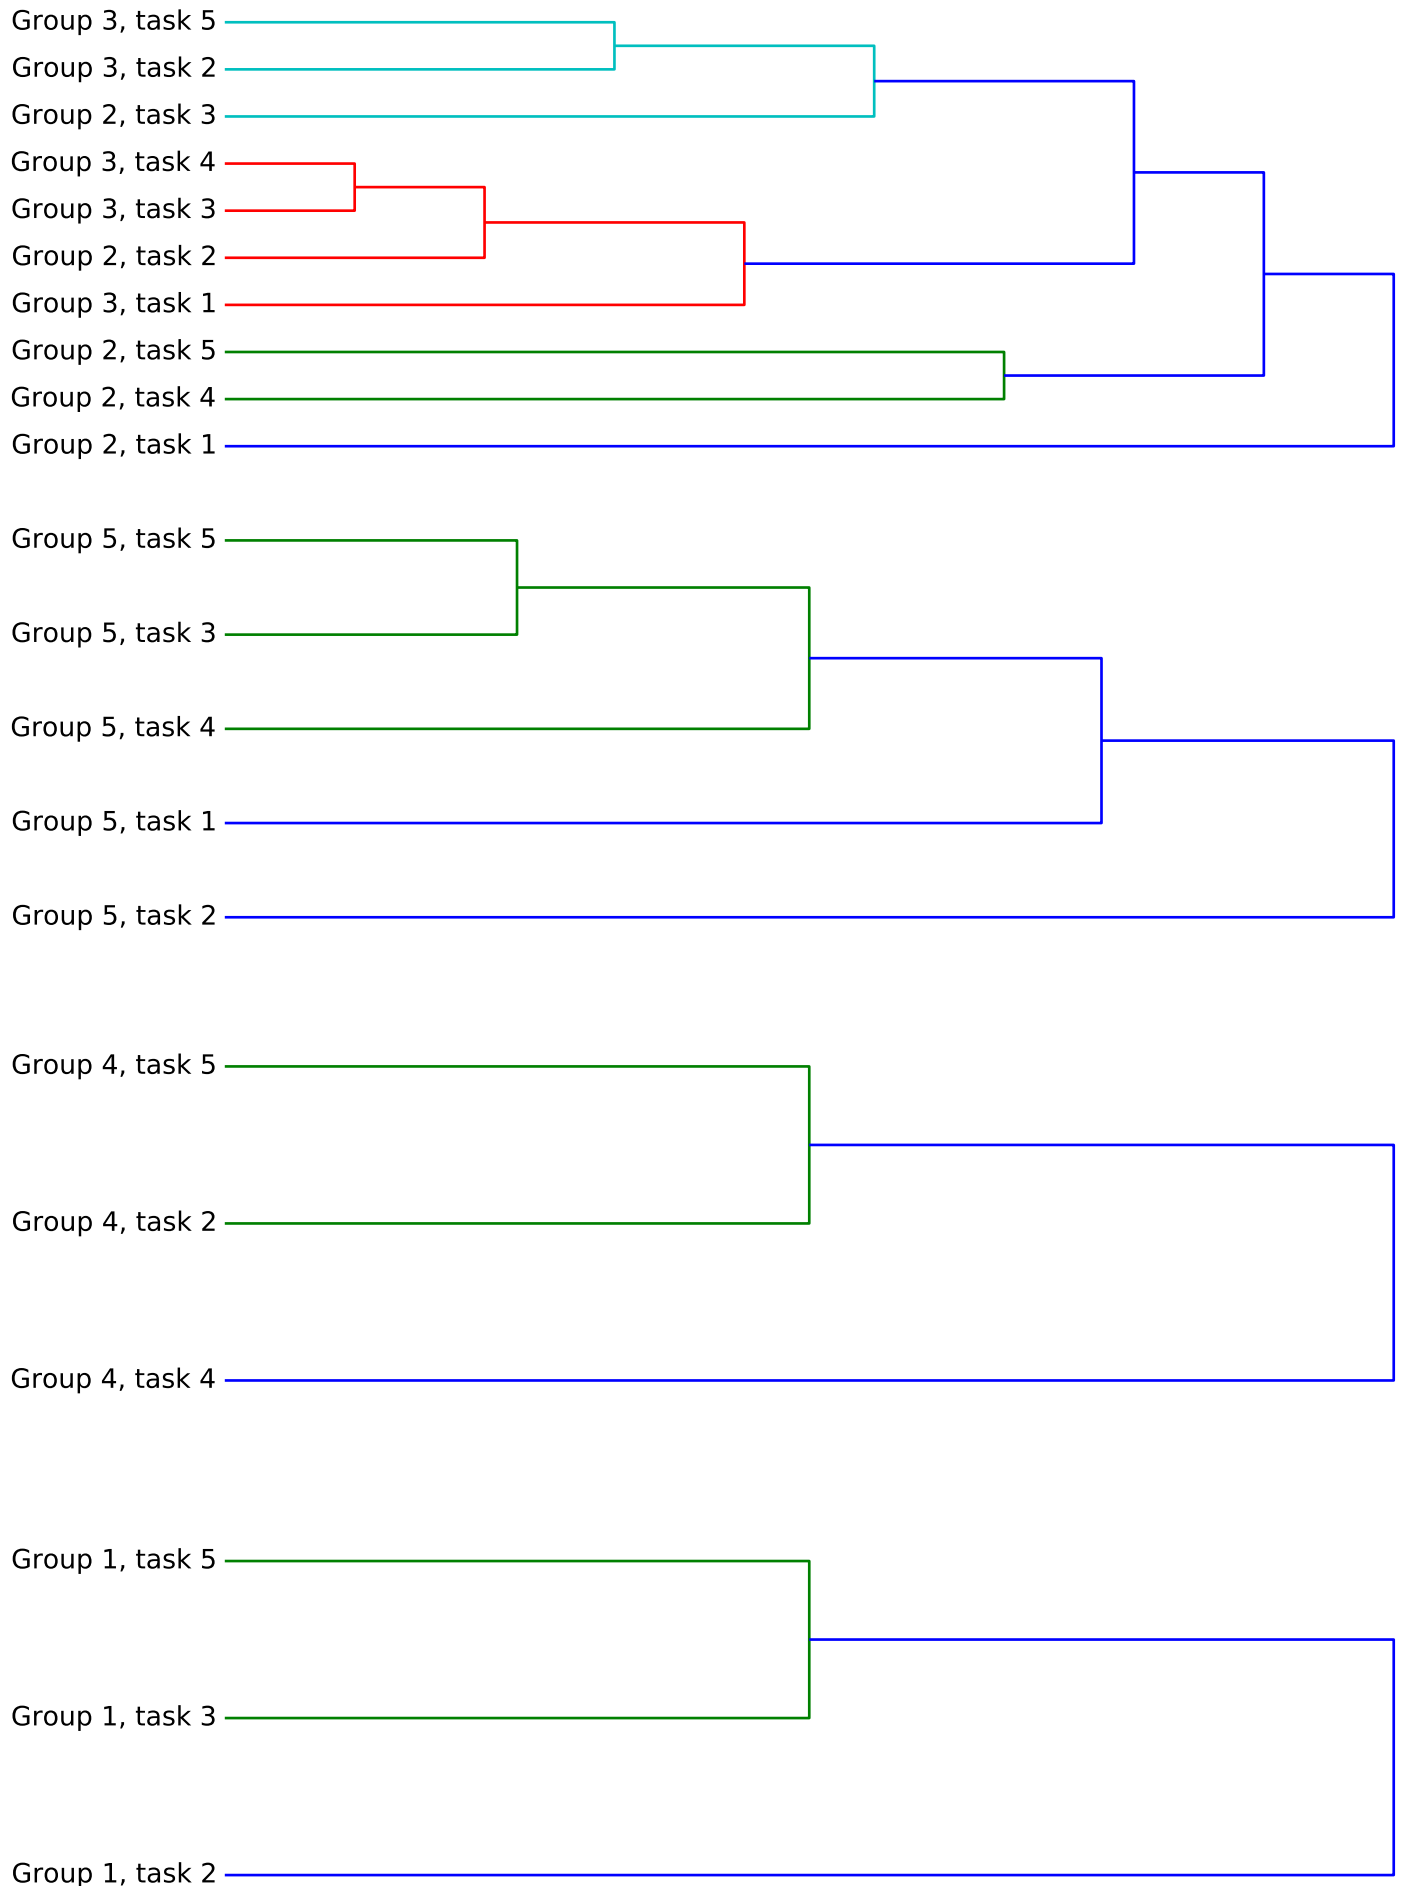 Group 3, task 5
Group 3, task 2
Group 2, task 3
Group 3, task 4
Group 3, task 3
Group 2, task 2
Group 3, task 1
Group 2, task 5
Group 2, task 4
Group 2, task 1
Group 5, task 5
Group 5, task 3
Group 5, task 4
Group 5, task 1
Group 5, task 2
Group 4, task 5
Group 4, task 2
Group 4, task 4
Group 1, task 5
Group 1, task 3
Group 1, task 2